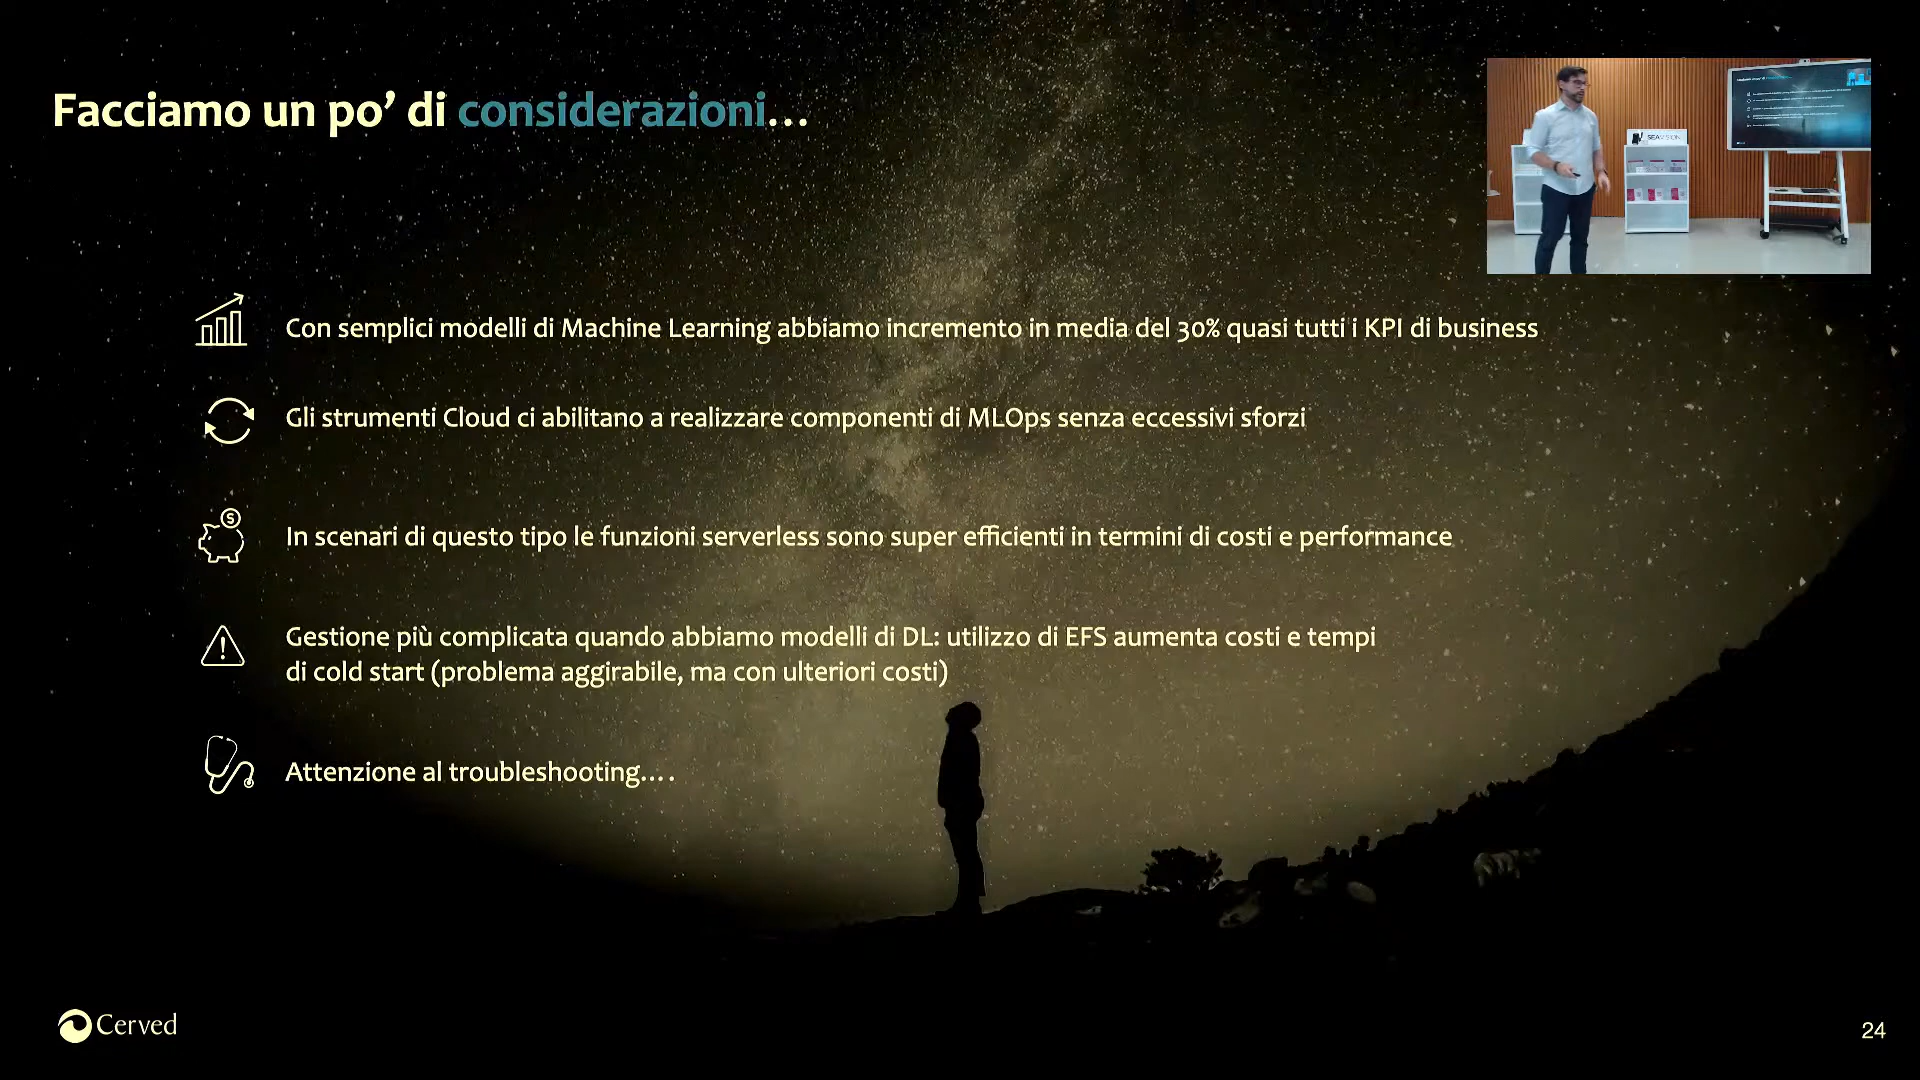 Facciamo un po’ di considerazioni…
SEAVISION
Con semplici modelli di Machine Learning abbiamo incremento in media del 30% quasi tutti i KPI di business
Gli strumenti Cloud ci abilitano a realizzare componenti di MLOps senza eccessivi sforzi
In scenari di questo tipo le funzioni serverless sono super efficienti in termini di costi e performance
Gestione più complicata quando abbiamo modelli di DL: utilizzo di EFS aumenta costi e tempi
di cold start (problema aggirabile, ma con ulteriori costi)
Attenzione al troubleshooting….
Cerved
24